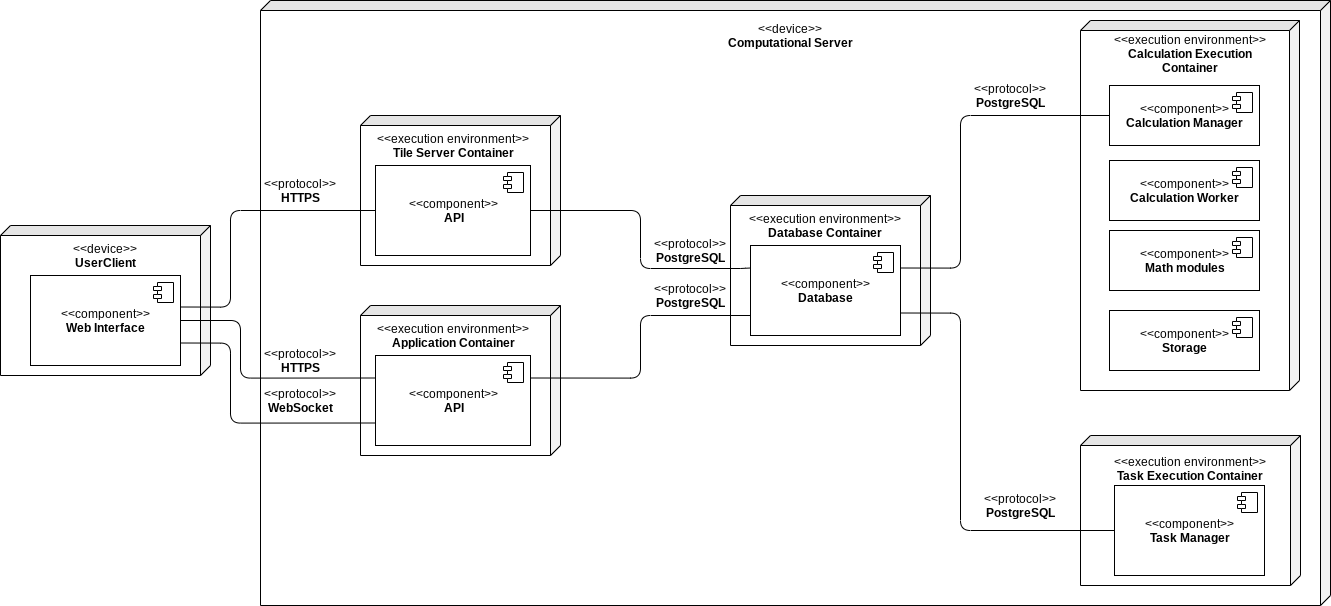 <<device>>
Computational Server
<<execution environment>>
Calculation Execution
Container
<<component>>
Calculation Manager
<<component>>
Calculation Worker
<<component>>
Math modules
<<component>>
Storage
<<protocol>>
PostgreSQL
<<execution environment>>
Tile Server Container
<<component>>
API
<<protocol>>
HTTPS
<<device>>
UserClient
<<component>>
Web Interface
<<protocol>>
PostgreSQL
<<protocol>>
PostgreSQL
<<execution environment>>
Database Container
<<component>>
Database
<<execution environment>>
Application Container
<<component>>
API
<<protocol>>
HTTPS
<<protocol>>
WebSocket
<<protocol>>
PostgreSQL
<<execution environment>>
Task Execution Container
<<component>>
Task Manager